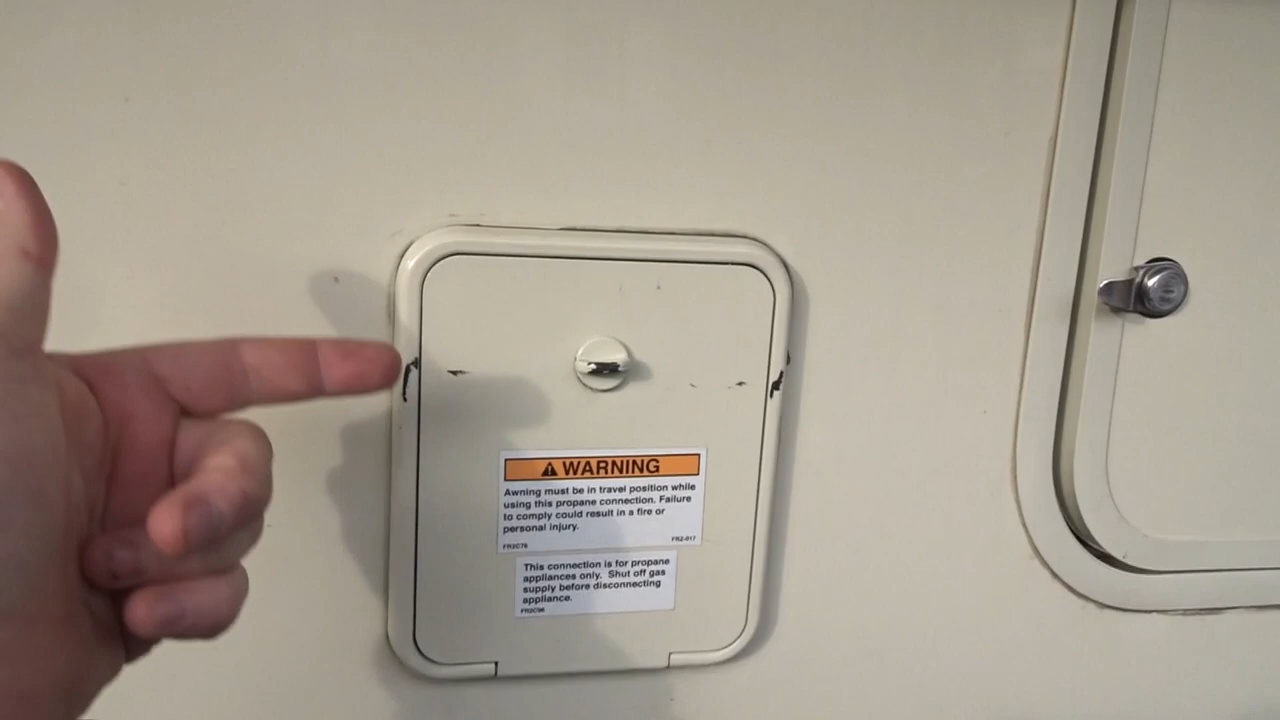 WARNING
Awning must be in travel position while
using this propane connection. Failure
to comply could result in a fire or
personal injury.
FR2C76 FR2-017
This connection is for propane
appliances only. Shut off gas
supply before disconnecting
appliance.
FR2C96